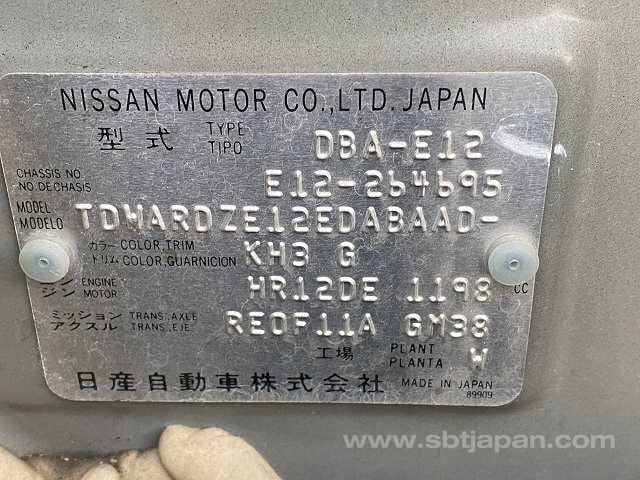 NISSAN MOTOR CO.,LTD. JAPAN
型式 TYPE TIPO DBA-E12
CHASSIS NO. NO.DE CHASIS E12-264695
MODEL MODELO TDWARDZE12EDABAAD-
カラー COLOR,TRIM トリム COLOR,GUARNICION KH3 G
ENGINE ジン MOTOR HR12DE 1198 CC
ミッション TRANS.,AXLE アクスル TRANS.,EJE RE0F11A GM38
工場 PLANT PLANTA W
日産自動車株式会社 MADE IN JAPAN
89909
www.sbtjapan.com